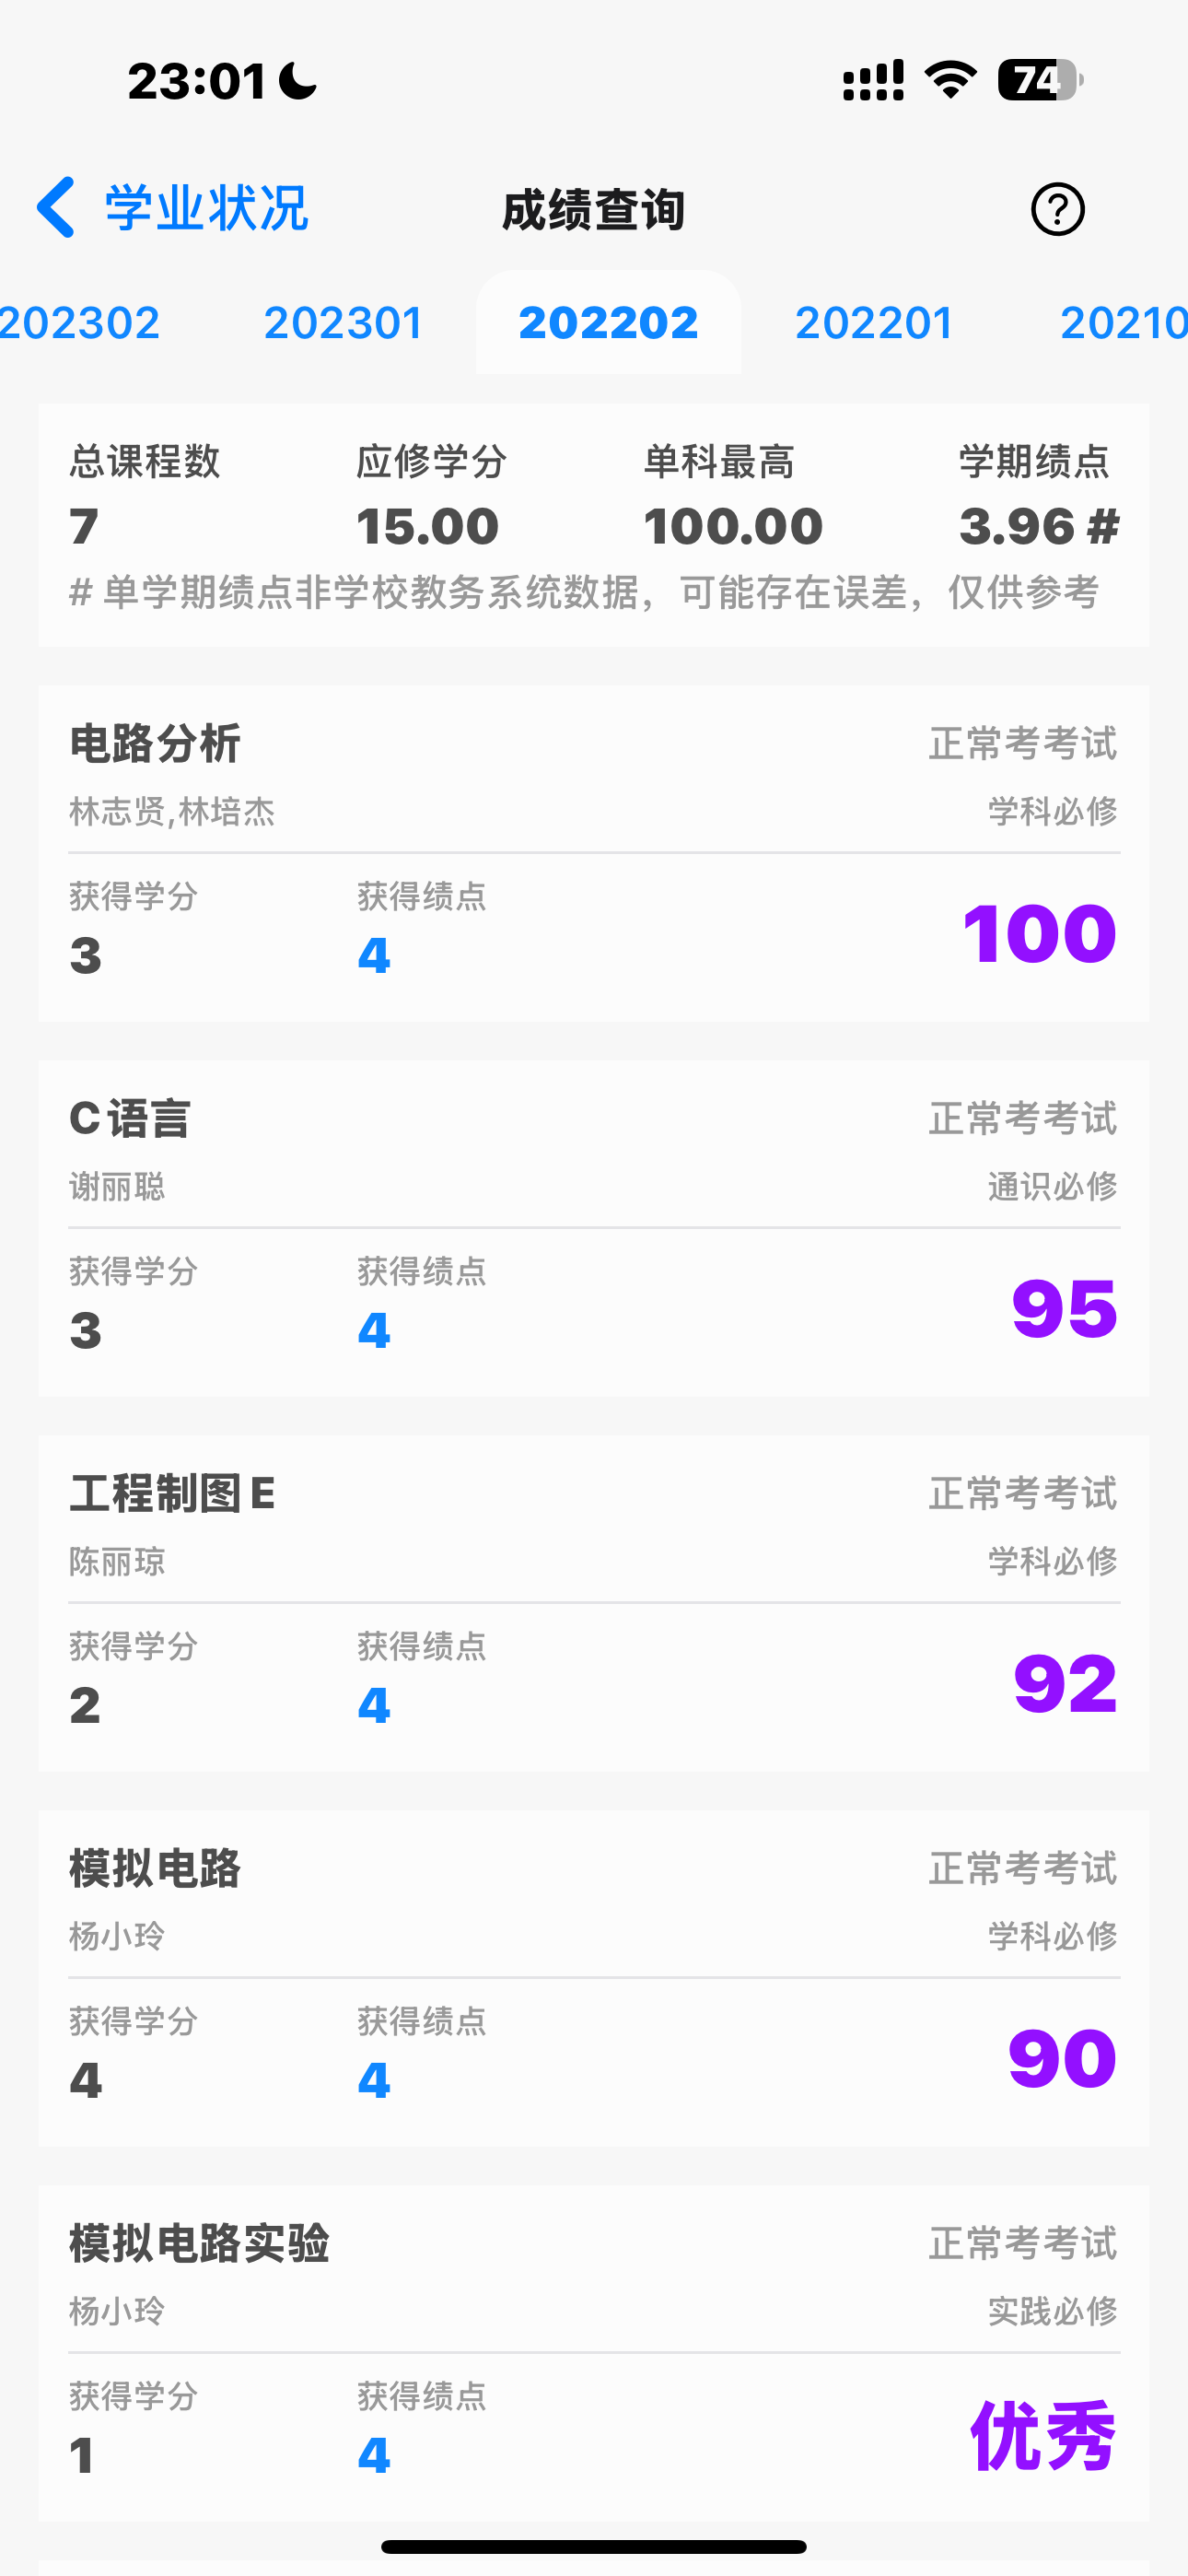 23:01
74
学业状况
成绩查询
202302 202301 202202 202201 20210
总课程数 应修学分 单科最高 学期绩点
7 15.00 100.00 3.96 #
# 单学期绩点非学校教务系统数据，可能存在误差，仅供参考
电路分析 正常考考试
林志贤,林培杰 学科必修
获得学分 获得绩点
3 4 100
C 语言 正常考考试
谢丽聪 通识必修
获得学分 获得绩点
3 4 95
工程制图 E 正常考考试
陈丽琼 学科必修
获得学分 获得绩点
2 4 92
模拟电路 正常考考试
杨小玲 学科必修
获得学分 获得绩点
4 4 90
模拟电路实验 正常考考试
杨小玲 实践必修
获得学分 获得绩点
1 4 优秀